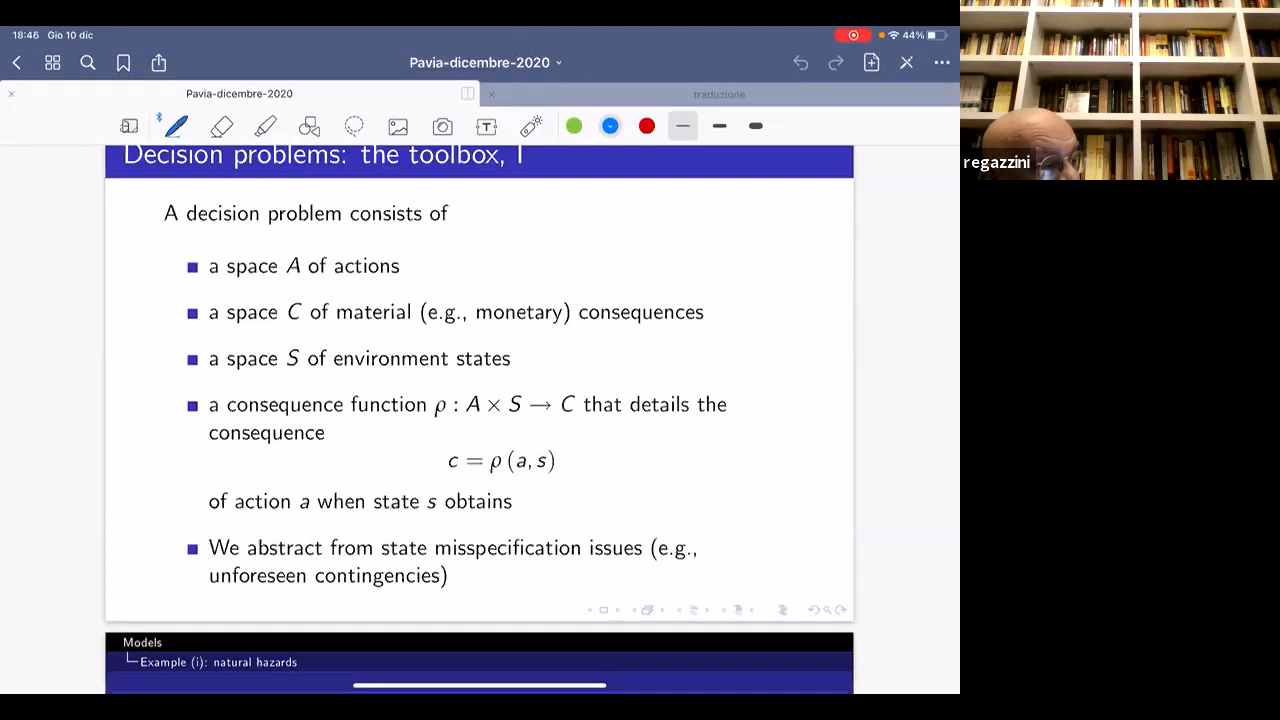 18:46 Gio 10 dic
44%
Pavia-dicembre-2020
Pavia-dicembre-2020
traduzione
Decision problems: the toolbox, I
A decision problem consists of
a space A of actions
a space C of material (e.g., monetary) consequences
a space S of environment states
a consequence function ρ : A × S → C that details the
consequence
c = ρ (a, s)
of action a when state s obtains
We abstract from state misspecification issues (e.g.,
unforeseen contingencies)
Models
Example (i): natural hazards
regazzini